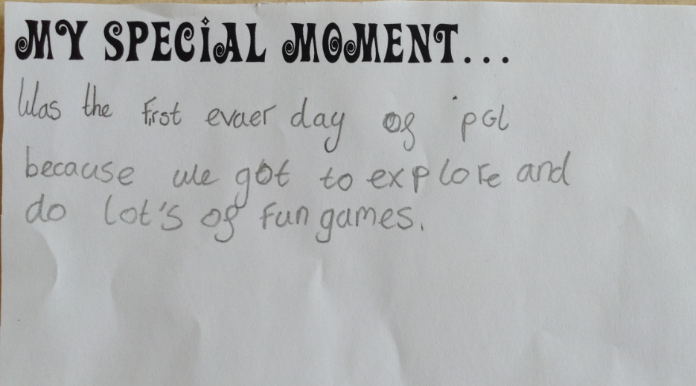 MY SPECIAL MOMENT...
Was the first evaer day of PGL
because we got to explore and
do lot's of fun games.